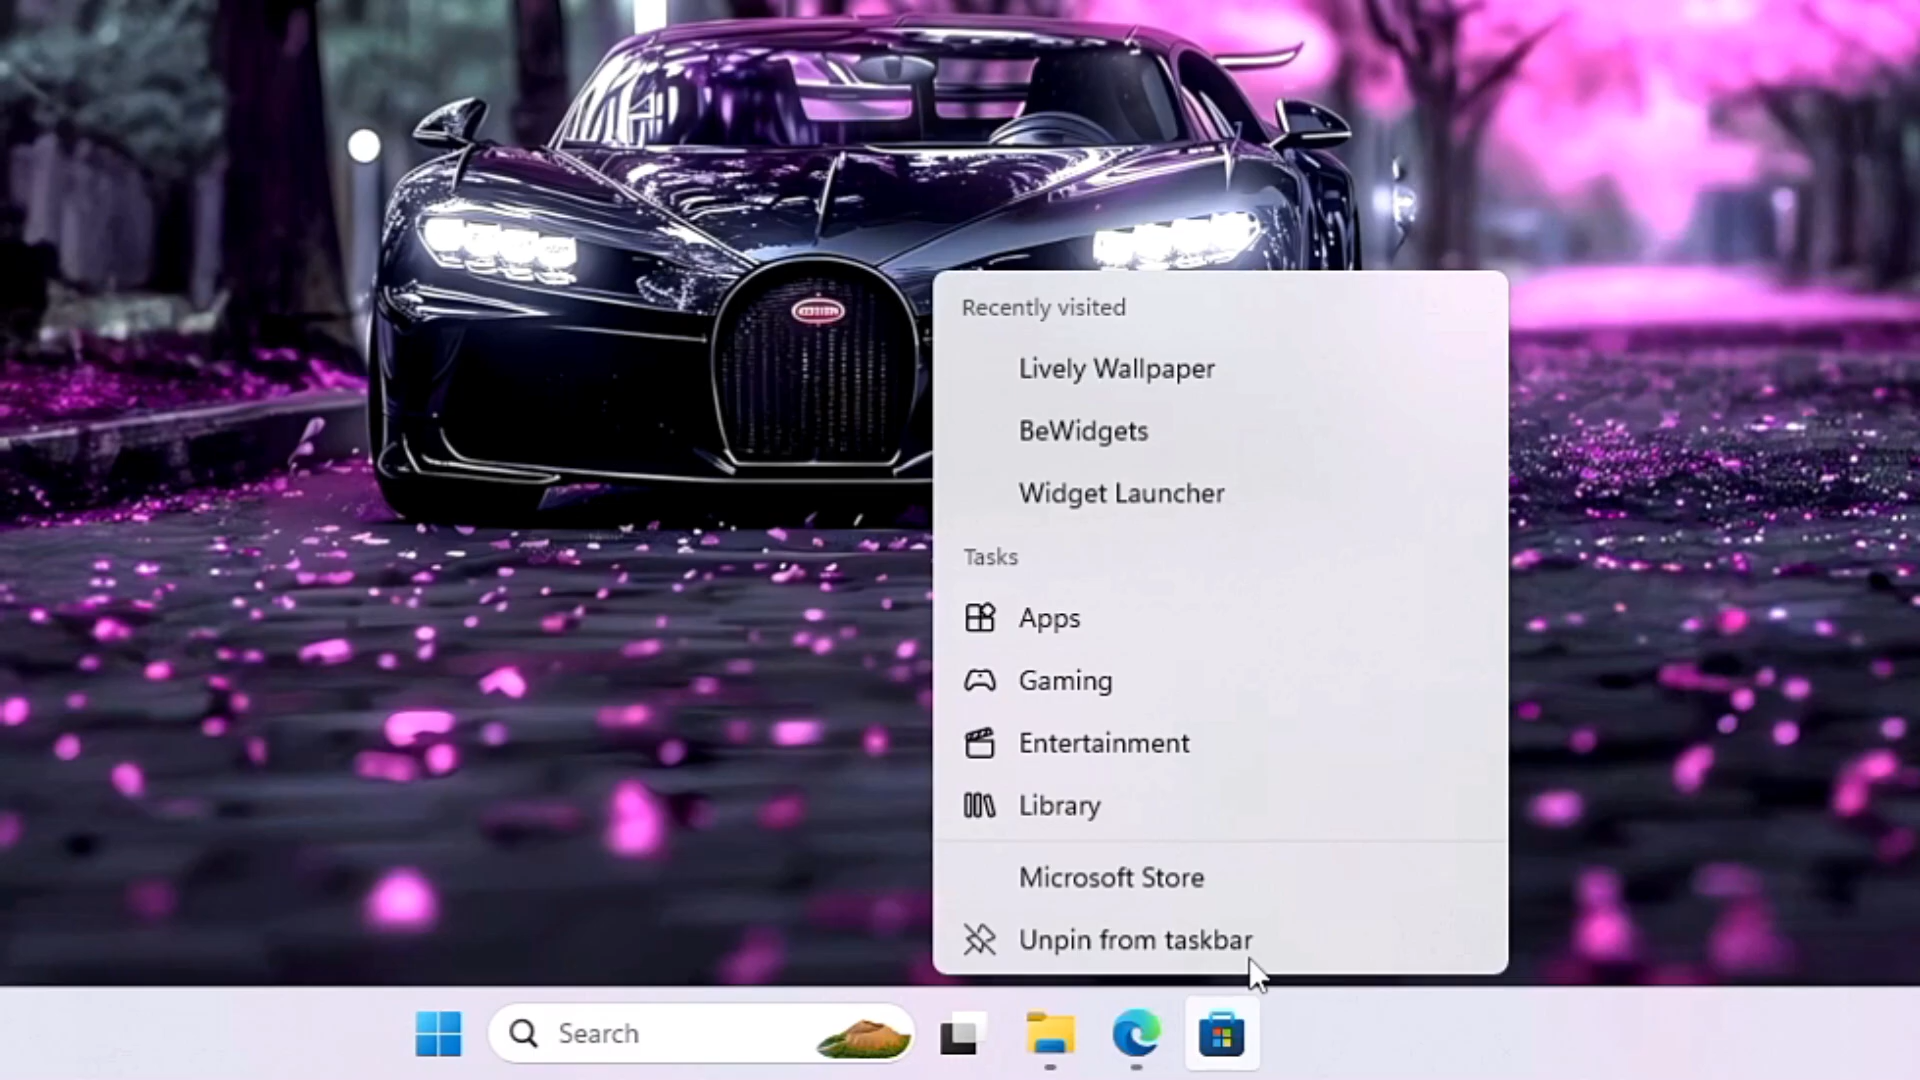 Recently visited
Lively Wallpaper
BeWidgets
Widget Launcher
Tasks
Apps
Gaming
Entertainment
Library
Microsoft Store
Unpin from taskbar
Search